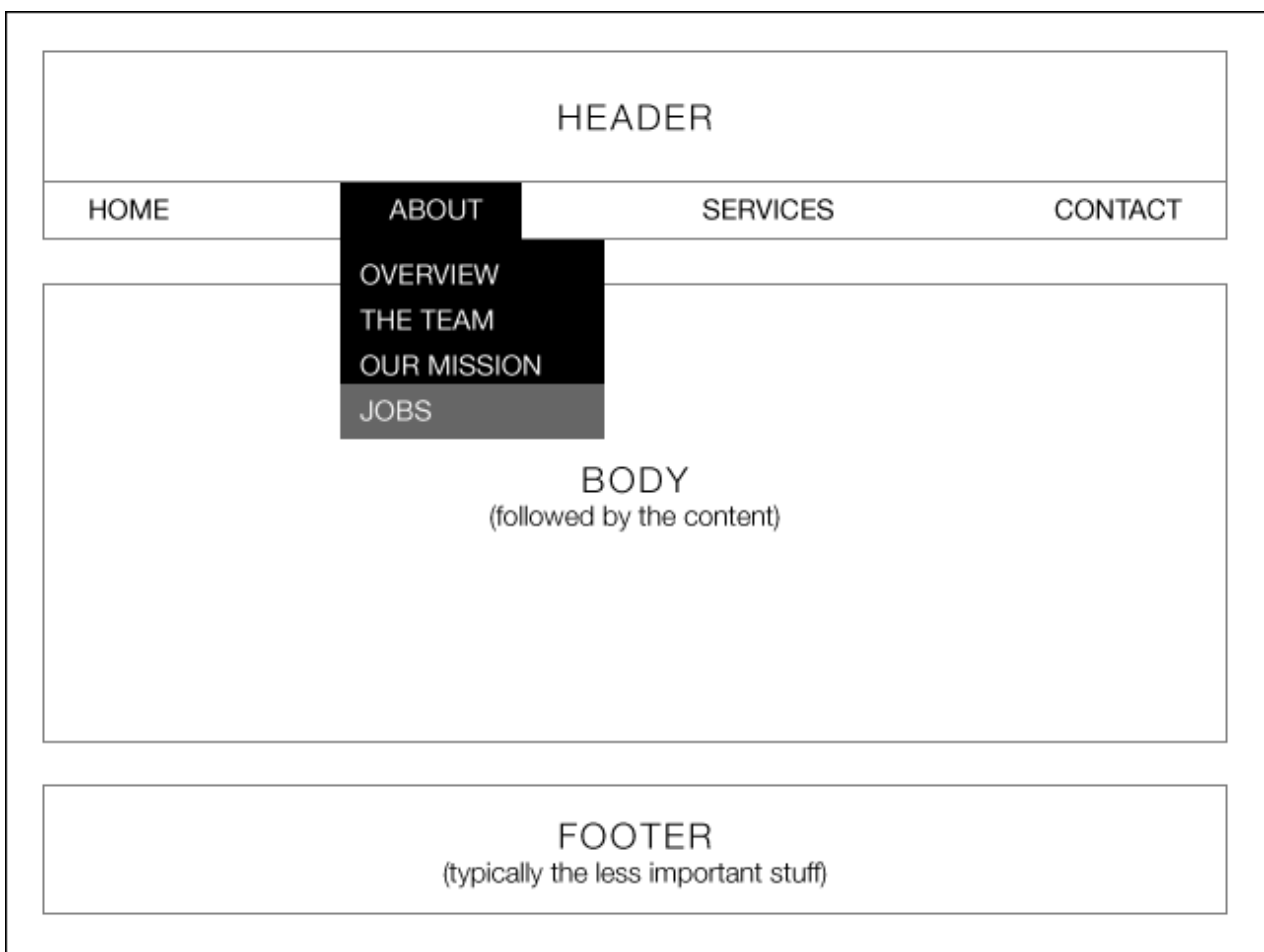 HEADER
HOME ABOUT SERVICES CONTACT
OVERVIEW
THE TEAM
OUR MISSION
JOBS
BODY
(followed by the content)
FOOTER
(typically the less important stuff)